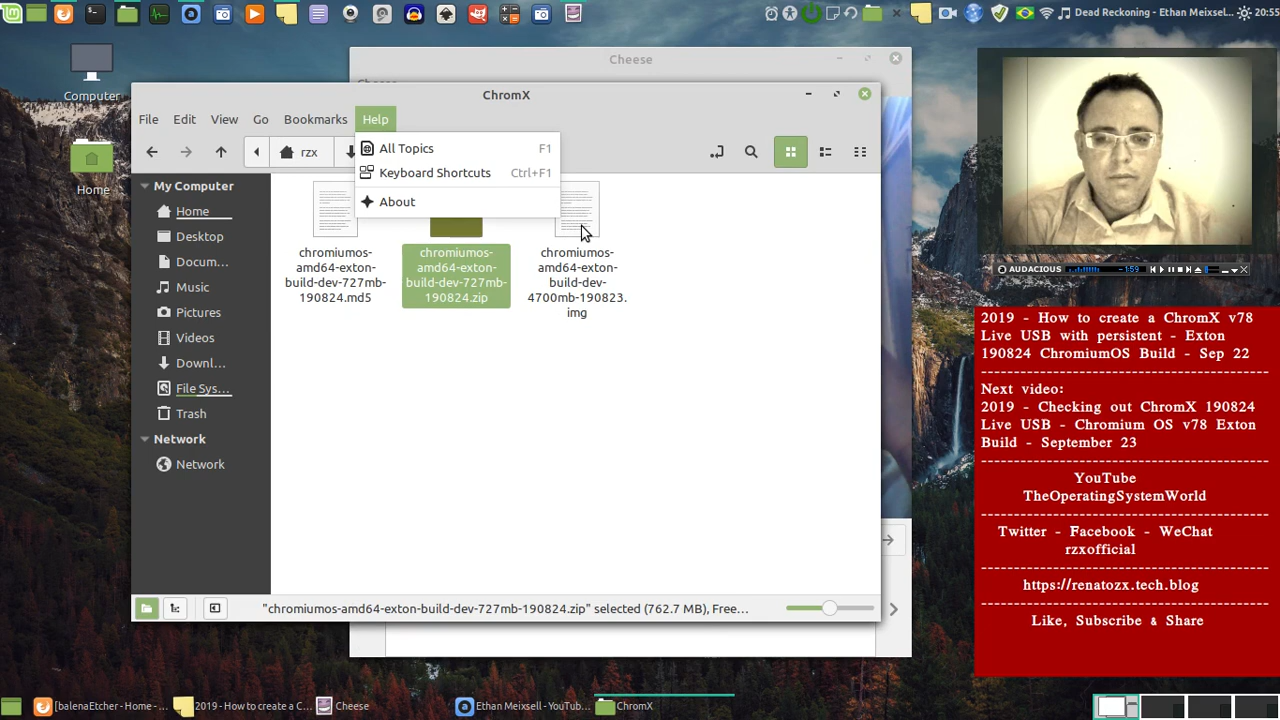 Dead Reckoning - Ethan Meixsel...
20:55
Computer
Home
Cheese
ChromX
File Edit View Go Bookmarks Help
rzx
All Topics F1
Keyboard Shortcuts Ctrl+F1
About
My Computer
Home
Desktop
Docum...
Music
Pictures
Videos
Downl...
File Sys...
Trash
Network
Network
chromiumos-
amd64-exton-
build-dev-727mb-
190824.md5
chromiumos-
amd64-exton-
build-dev-727mb-
190824.zip
chromiumos-
amd64-exton-
build-dev-
4700mb-190823.
img
"chromiumos-amd64-exton-build-dev-727mb-190824.zip" selected (762.7 MB), Free...
AUDACIOUS -1:59
2019 - How to create a ChromX v78
Live USB with persistent - Exton
190824 ChromiumOS Build - Sep 22
----------------------------------------
Next video:
2019 - Checking out ChromX 190824
Live USB - Chromium OS v78 Exton
Build - September 23
----------------------------------------
YouTube
TheOperatingSystemWorld
----------------------------------------
Twitter - Facebook - WeChat
rzxofficial
----------------------------------------
https://renatozx.tech.blog
----------------------------------------
Like, Subscribe & Share
[balenaEtcher - Home - ... 2019 - How to create a C... Cheese Ethan Meixsell - YouTub... ChromX